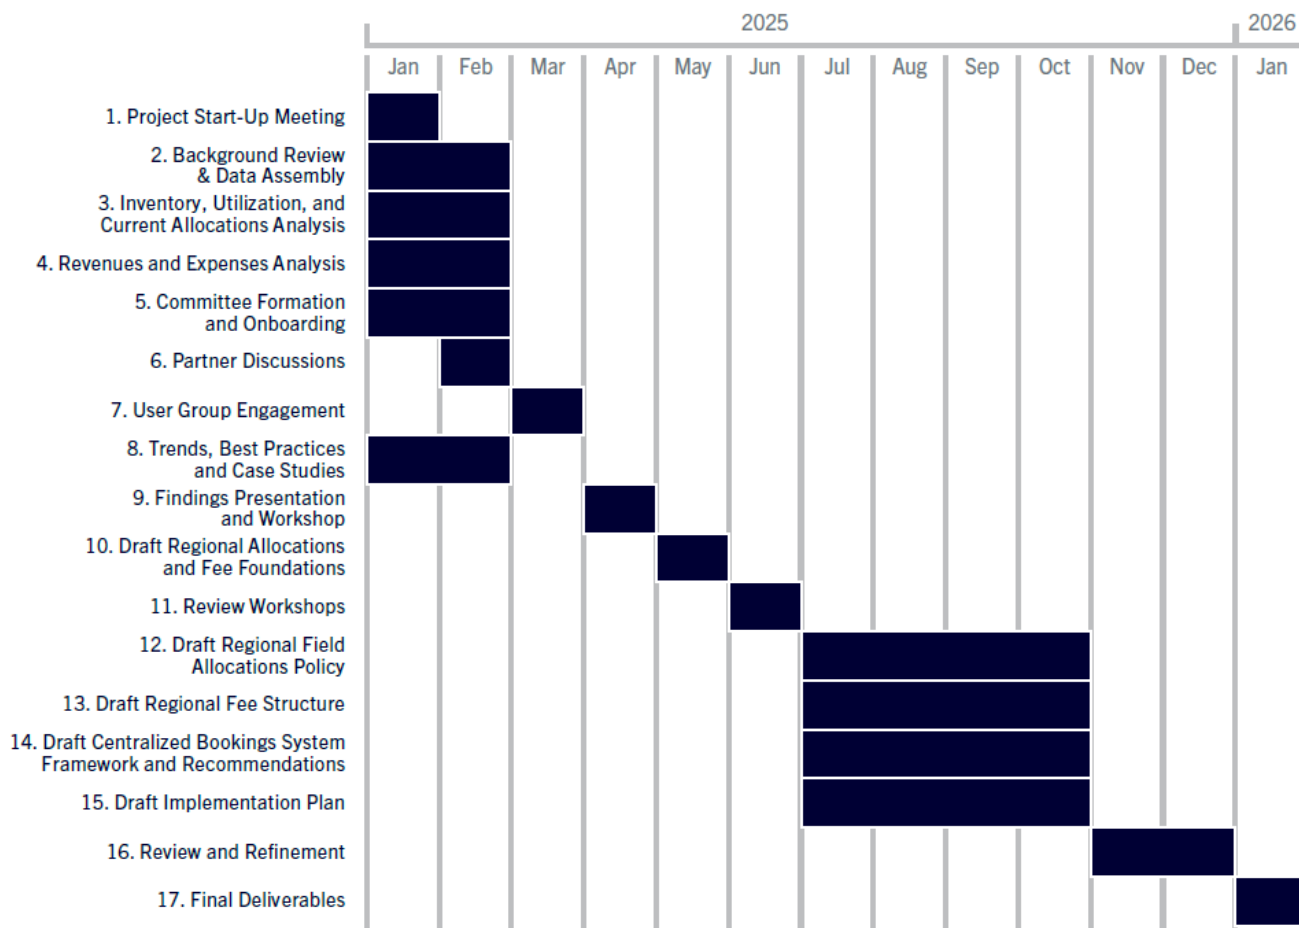 2025 2026
Jan Feb Mar Apr May Jun Jul Aug Sep Oct Nov Dec Jan
1. Project Start-Up Meeting
2. Background Review
& Data Assembly
3. Inventory, Utilization, and
Current Allocations Analysis
4. Revenues and Expenses Analysis
5. Committee Formation
and Onboarding
6. Partner Discussions
7. User Group Engagement
8. Trends, Best Practices
and Case Studies
9. Findings Presentation
and Workshop
10. Draft Regional Allocations
and Fee Foundations
11. Review Workshops
12. Draft Regional Field
Allocations Policy
13. Draft Regional Fee Structure
14. Draft Centralized Bookings System
Framework and Recommendations
15. Draft Implementation Plan
16. Review and Refinement
17. Final Deliverables